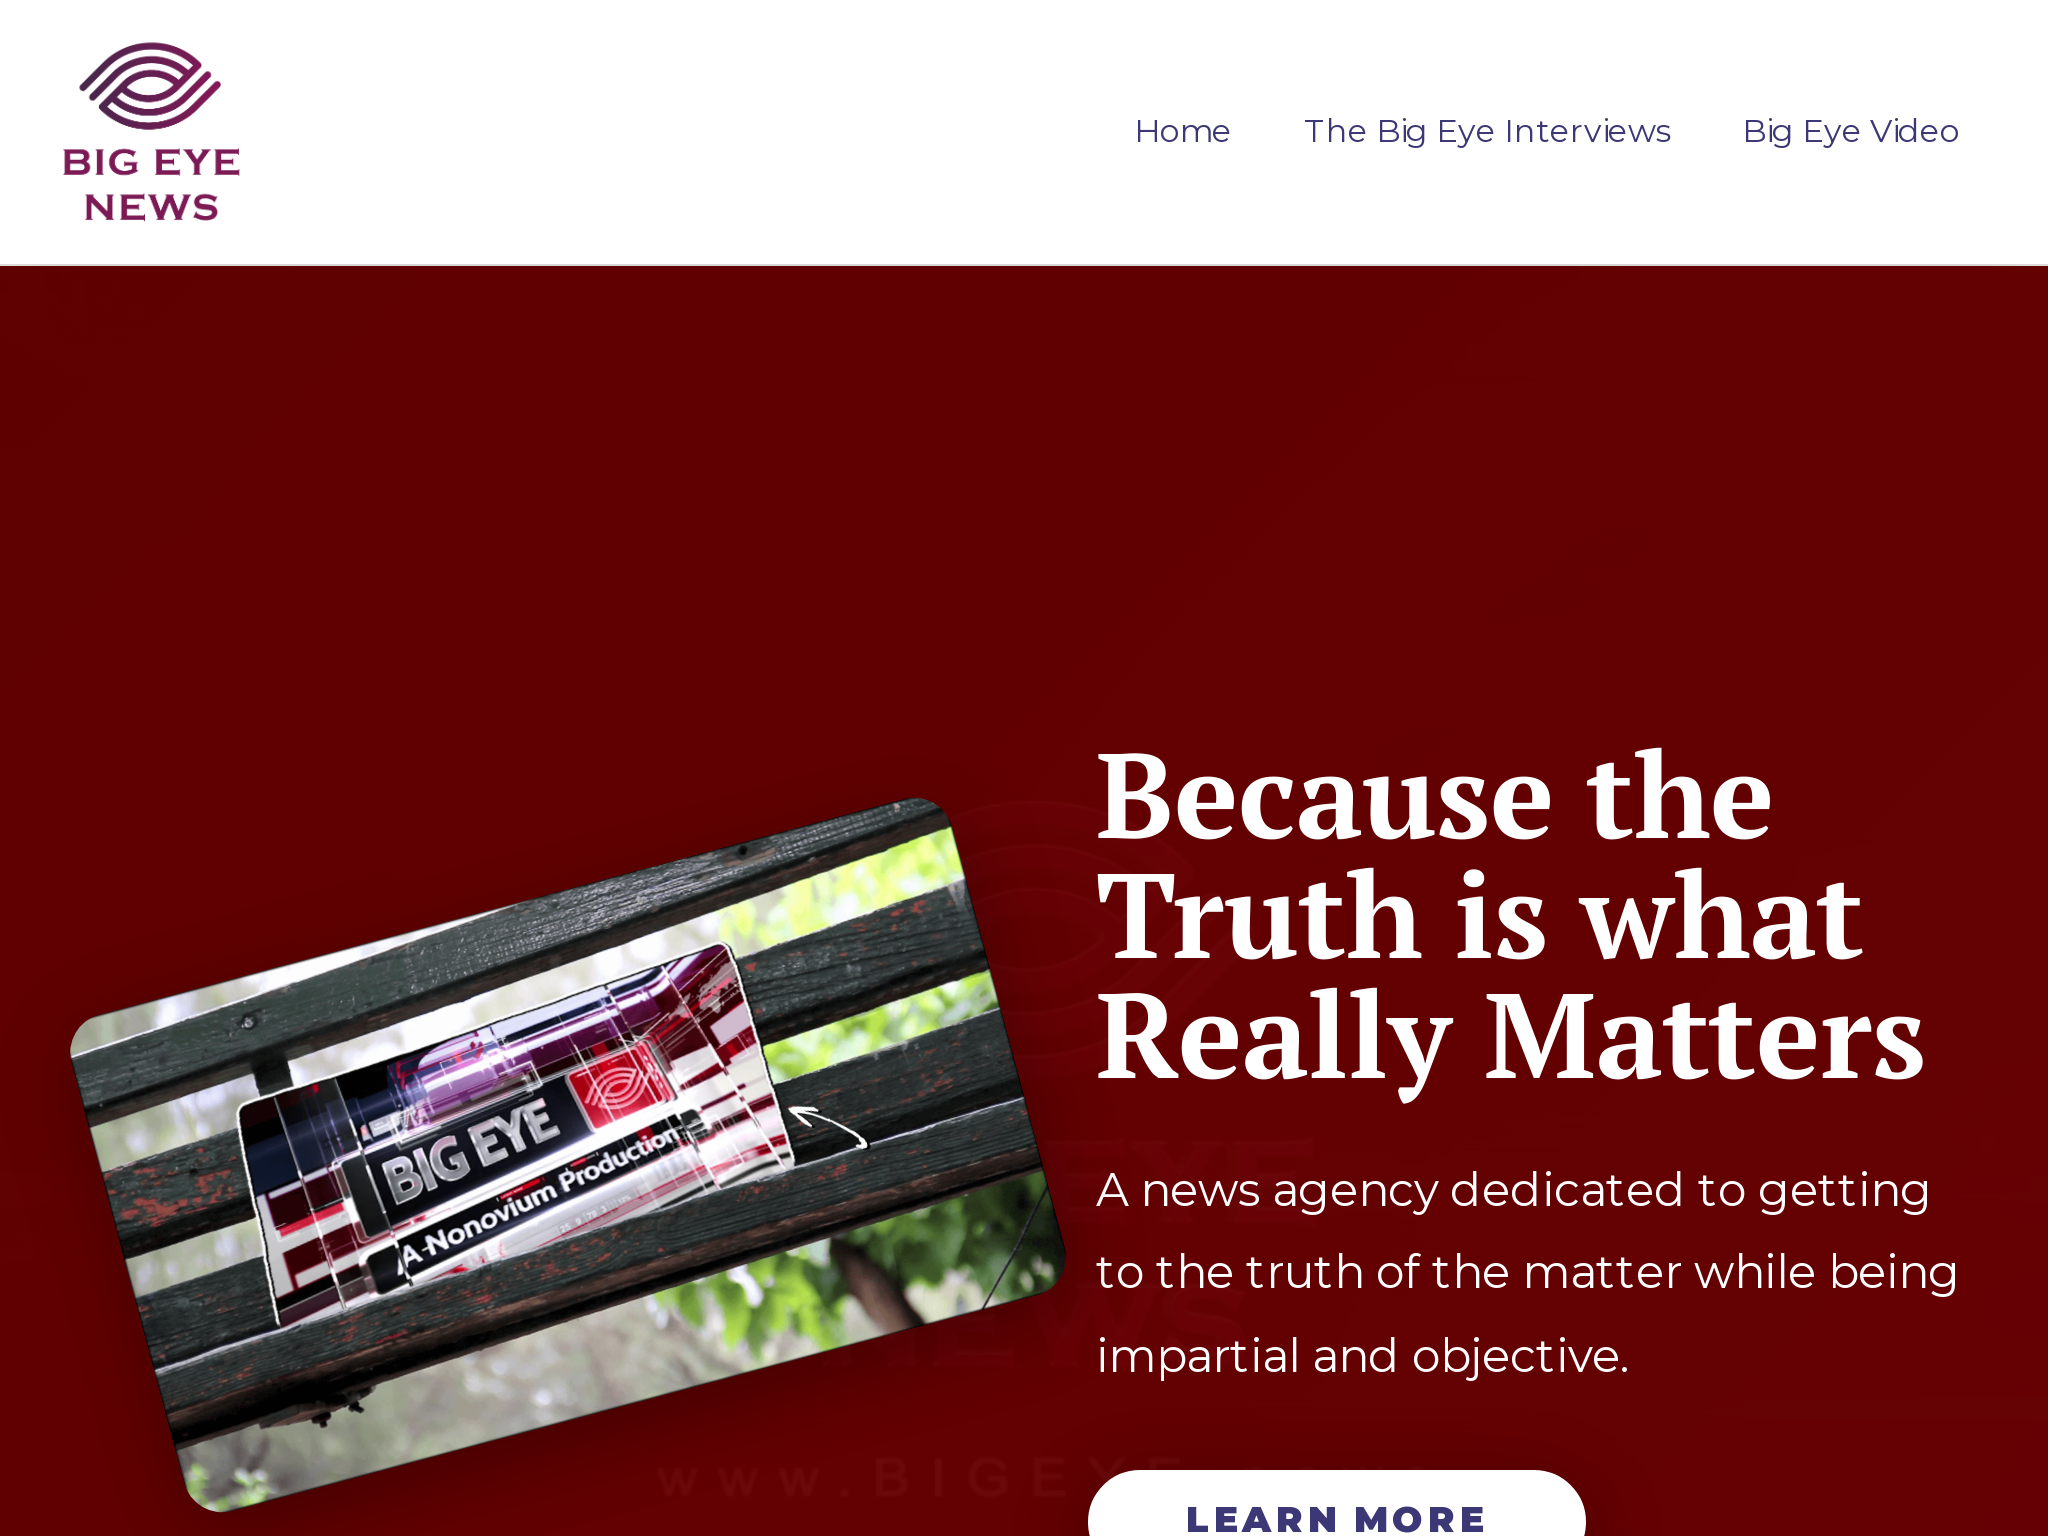 BIG EYE
NEWS
Home
The Big Eye Interviews
Big Eye Video
Because the
Truth is what
Really Matters
BIG EYE
A Nonovium Production
A news agency dedicated to getting
to the truth of the matter while being
impartial and objective.
www.BIGEYE
LEARN MORE